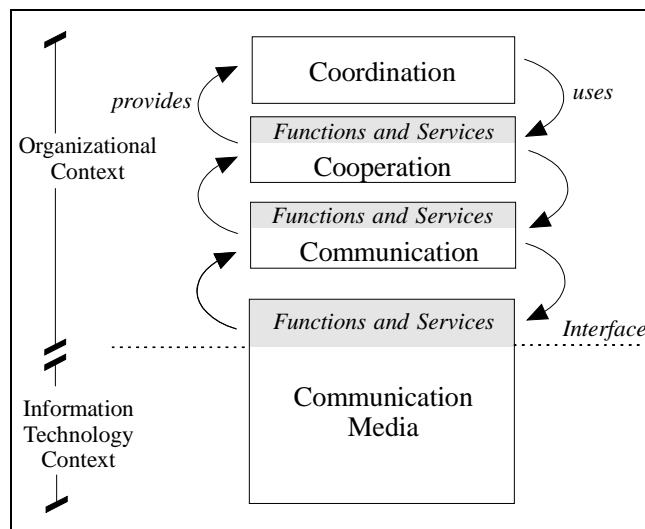 Coordination
provides
uses
Functions and Services
Organizational
Context
Cooperation
Functions and Services
Communication
Functions and Services
Interface
Communication
Media
Information
Technology
Context